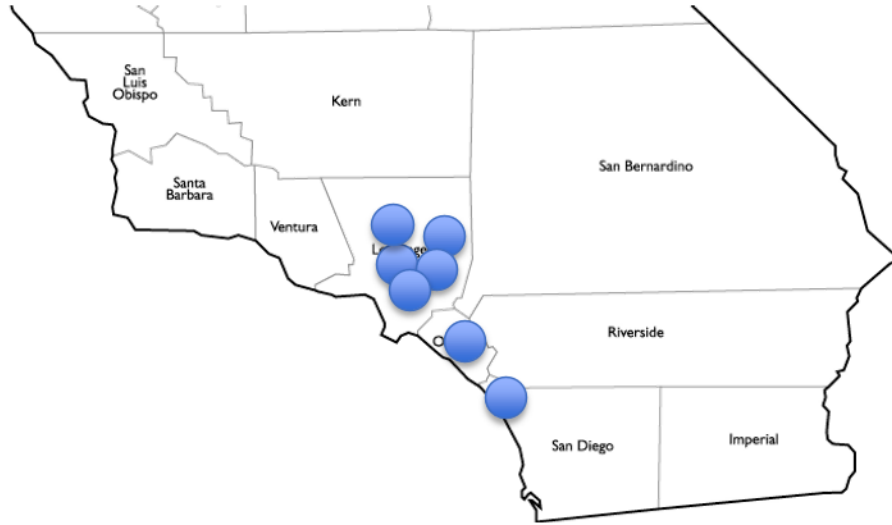 San
Luis
Obispo
Kern
San Bernardino
Santa
Barbara
Ventura
Riverside
San Diego
Imperial